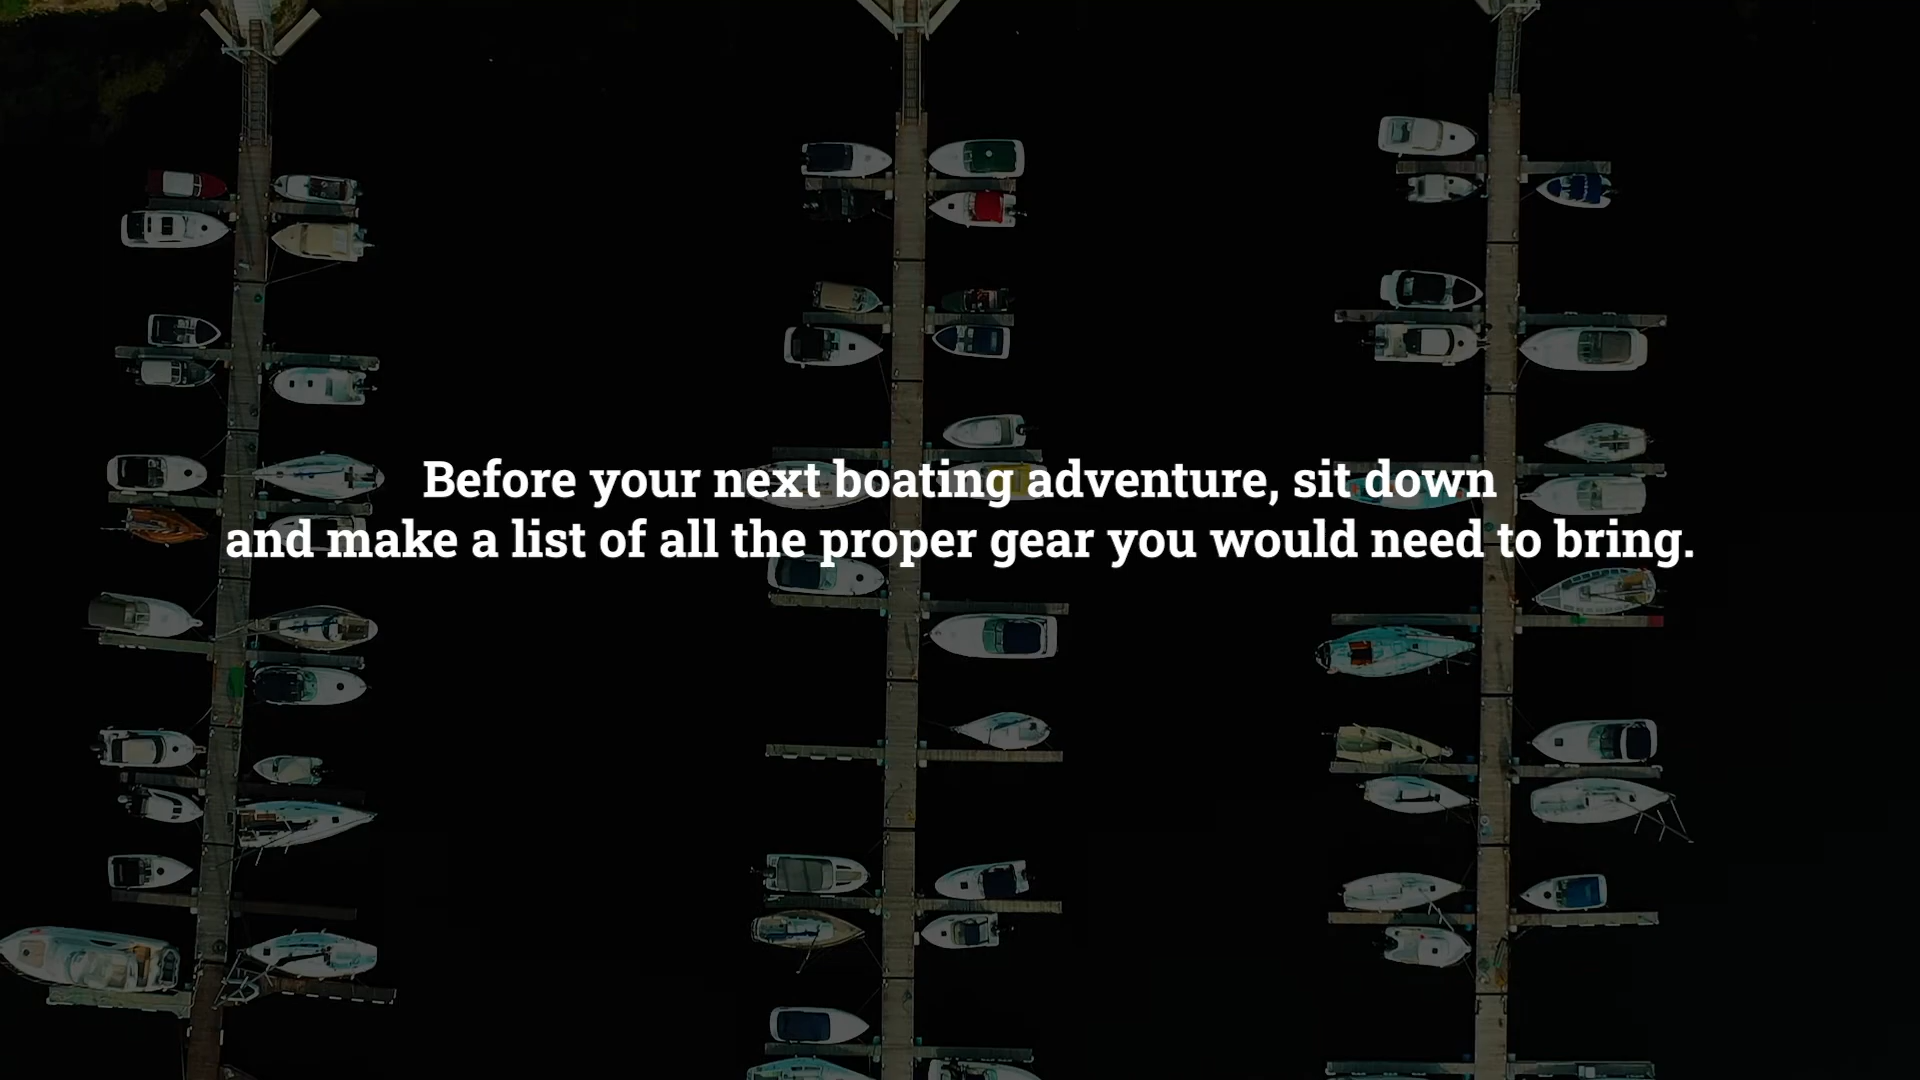 Before your next boating adventure, sit down
and make a list of all the proper gear you would need to bring.